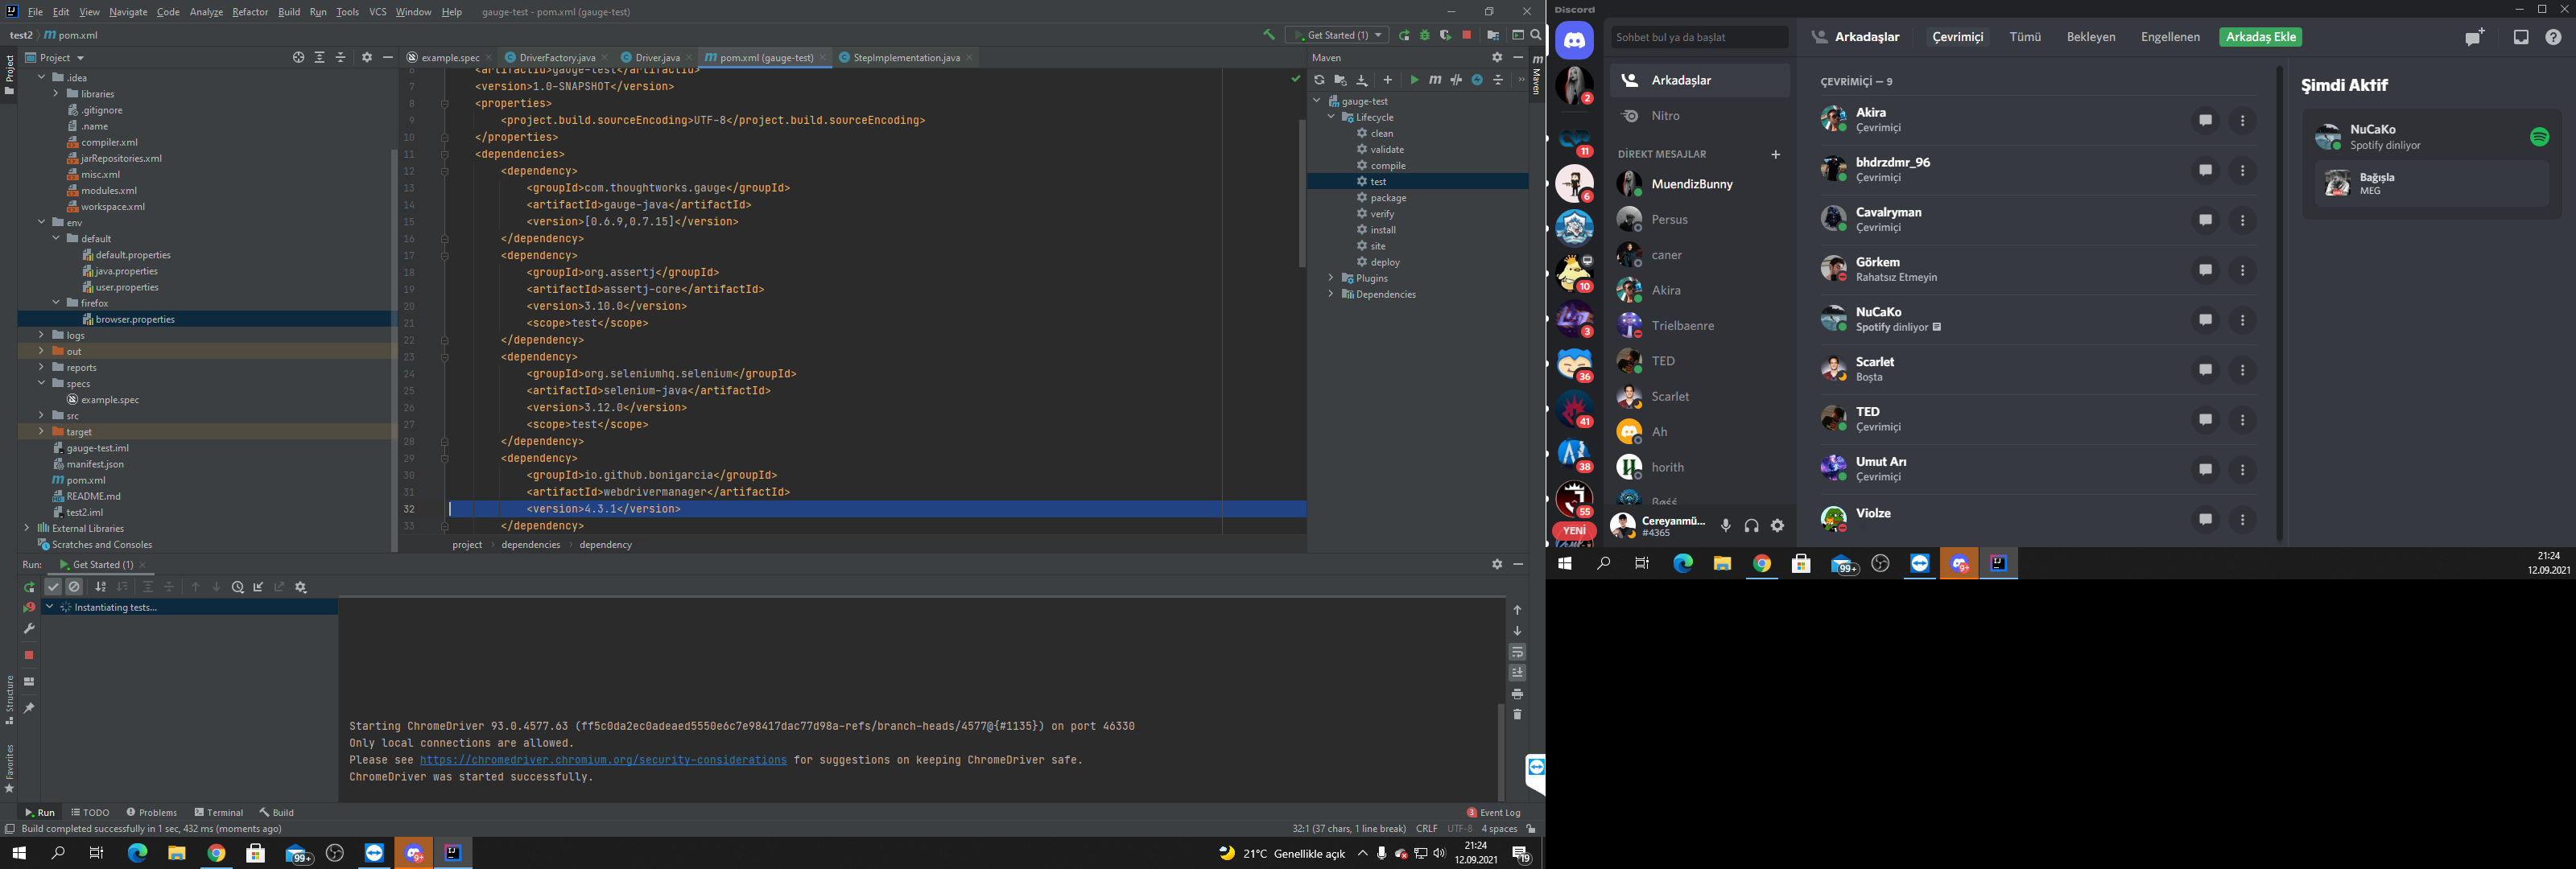 File Edit View Navigate Code Analyze Refactor Build Run Tools VCS Window Help gauge-test - pom.xml (gauge-test)
test2 pom.xml
Get Started (1)
Project
Project
.idea
libraries
.gitignore
.name
compiler.xml
jarRepositories.xml
misc.xml
modules.xml
workspace.xml
env
default
default.properties
java.properties
user.properties
firefox
browser.properties
logs
out
reports
specs
example.spec
src
target
gauge-test.iml
manifest.json
pom.xml
README.md
test2.iml
External Libraries
Scratches and Consoles
Structure
Favorites
example.spec DriverFactory.java Driver.java pom.xml (gauge-test) StepImplementation.java
6 <artifactId>gauge-test</artifactId>
7 <version>1.0-SNAPSHOT</version>
8 <properties>
9 <project.build.sourceEncoding>UTF-8</project.build.sourceEncoding>
10 </properties>
11 <dependencies>
12 <dependency>
13 <groupId>com.thoughtworks.gauge</groupId>
14 <artifactId>gauge-java</artifactId>
15 <version>[0.6.9,0.7.15]</version>
16 </dependency>
17 <dependency>
18 <groupId>org.assertj</groupId>
19 <artifactId>assertj-core</artifactId>
20 <version>3.10.0</version>
21 <scope>test</scope>
22 </dependency>
23 <dependency>
24 <groupId>org.seleniumhq.selenium</groupId>
25 <artifactId>selenium-java</artifactId>
26 <version>3.12.0</version>
27 <scope>test</scope>
28 </dependency>
29 <dependency>
30 <groupId>io.github.bonigarcia</groupId>
31 <artifactId>webdrivermanager</artifactId>
32 <version>4.3.1</version>
33 </dependency>
project dependencies dependency
Maven
Maven
gauge-test
Lifecycle
clean
validate
compile
test
package
verify
install
site
deploy
Plugins
Dependencies
Run: Get Started (1)
Instantiating tests...
Starting ChromeDriver 93.0.4577.63 (ff5c0da2ec0adeaed5550e6c7e98417dac77d98a-refs/branch-heads/4577@{#1135}) on port 46330
Only local connections are allowed.
Please see https://chromedriver.chromium.org/security-considerations for suggestions on keeping ChromeDriver safe.
ChromeDriver was started successfully.
Run TODO Problems Terminal Build
3 Event Log
Build completed successfully in 1 sec, 432 ms (moments ago)
32:1 (37 chars, 1 line break) CRLF UTF-8 4 spaces
99+
9+
21°C Genellikle açık
21:24
12.09.2021
19
Discord
Sohbet bul ya da başlat
Arkadaşlar Çevrimiçi Tümü Bekleyen Engellenen Arkadaş Ekle
2
11
6
10
3
36
41
38
55
YENİ
Arkadaşlar
Nitro
DİREKT MESAJLAR
MuendizBunny
Persus
caner
Akira
Trielbaenre
TED
Scarlet
Ah
horith
Cereyanmü...
#4365
ÇEVRİMİÇİ — 9
Akira
Çevrimiçi
bhdrzdmr_96
Çevrimiçi
Cavalryman
Çevrimiçi
Görkem
Rahatsız Etmeyin
NuCaKo
Spotify dinliyor
Scarlet
Boşta
TED
Çevrimiçi
Umut Arı
Çevrimiçi
Violze
Şimdi Aktif
NuCaKo
Spotify dinliyor
Bağışla
MEG
99+
9+
21:24
12.09.2021